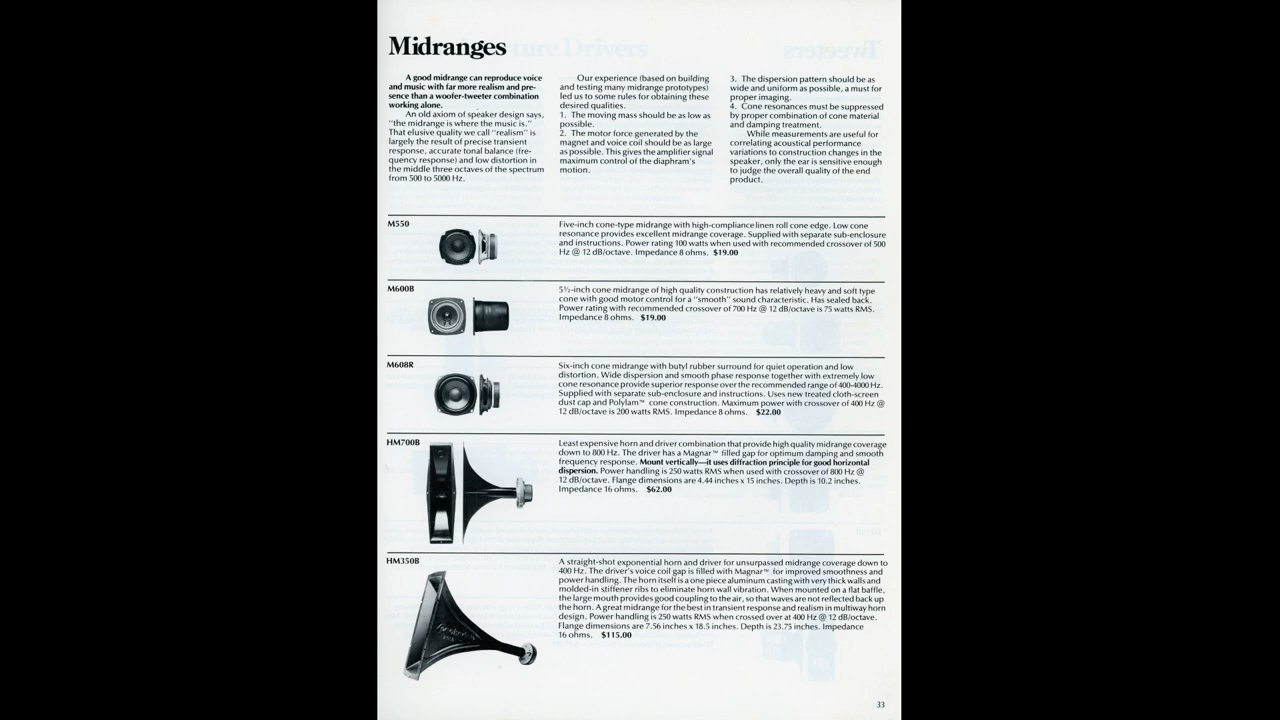 Midranges
A good midrange can reproduce voice
and music with far more realism and pre-
sence than a woofer-tweeter combination
working alone.
An old axiom of speaker design says,
"the midrange is where the music is."
That elusive quality we call "realism" is
largely the result of precise transient
response, accurate tonal balance (fre-
quency response) and low distortion in
the middle three octaves of the spectrum
from 500 to 5000 Hz.
Our experience (based on building
and testing many midrange prototypes)
led us to some rules for obtaining these
desired qualities.
1. The moving mass should be as low as
possible.
2. The motor force generated by the
magnet and voice coil should be as large
as possible. This gives the amplifier signal
maximum control of the diaphram's
motion.
3. The dispersion pattern should be as
wide and uniform as possible, a must for
proper imaging.
4. Cone resonances must be suppressed
by proper combination of cone material
and damping treatment.
While measurements are useful for
correlating acoustical performance
variations to construction changes in the
speaker, only the ear is sensitive enough
to judge the overall quality of the end
product.
M550
Five-inch cone-type midrange with high-compliance linen roll cone edge. Low cone
resonance provides excellent midrange coverage. Supplied with separate sub-enclosure
and instructions. Power rating 100 watts when used with recommended crossover of 500
Hz @ 12 dB/octave. Impedance 8 ohms. $19.00
M600B
5½-inch cone midrange of high quality construction has relatively heavy and soft type
cone with good motor control for a "smooth" sound characteristic. Has sealed back.
Power rating with recommended crossover of 700 Hz @ 12 dB/octave is 75 watts RMS.
Impedance 8 ohms. $19.00
M608R
Six-inch cone midrange with butyl rubber surround for quiet operation and low
distortion. Wide dispersion and smooth phase response together with extremely low
cone resonance provide superior response over the recommended range of 400-4000 Hz.
Supplied with separate sub-enclosure and instructions. Uses new treated cloth-screen
dust cap and Polylam™ cone construction. Maximum power with crossover of 400 Hz @
12 dB/octave is 200 watts RMS. Impedance 8 ohms. $22.00
HM700B
Least expensive horn and driver combination that provide high quality midrange coverage
down to 800 Hz. The driver has a Magnar™ filled gap for optimum damping and smooth
frequency response. Mount vertically—it uses diffraction principle for good horizontal
dispersion. Power handling is 250 watts RMS when used with crossover of 800 Hz @
12 dB/octave. Flange dimensions are 4.44 inches x 15 inches. Depth is 10.2 inches.
Impedance 16 ohms. $62.00
HM350B
A straight-shot exponential horn and driver for unsurpassed midrange coverage down to
400 Hz. The driver's voice coil gap is filled with Magnar™ for improved smoothness and
power handling. The horn itself is a one piece aluminum casting with very thick walls and
molded-in stiffener ribs to eliminate horn wall vibration. When mounted on a flat baffle,
the large mouth provides good coupling to the air, so that waves are not reflected back up
the horn. A great midrange for the best in transient response and realism in multiway horn
design. Power handling is 250 watts RMS when crossed over at 400 Hz @ 12 dB/octave.
Flange dimensions are 7.56 inches x 18.5 inches. Depth is 23.75 inches. Impedance
16 ohms. $115.00
33